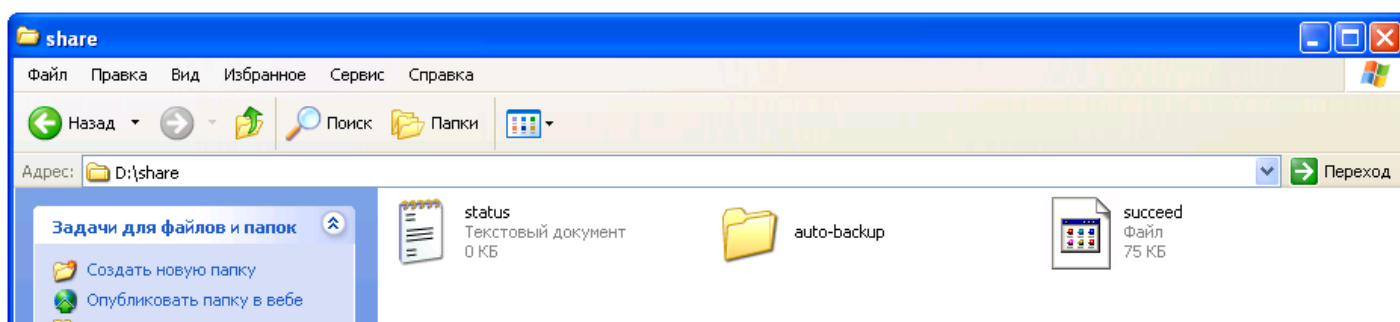 share
Файл Правка Вид Избранное Сервис Справка
Назад Поиск Папки
Адрес: D:\share Переход
Задачи для файлов и папок
Создать новую папку
Опубликовать папку в вебе
status
Текстовый документ
0 КБ
auto-backup
succeed
Файл
75 КБ